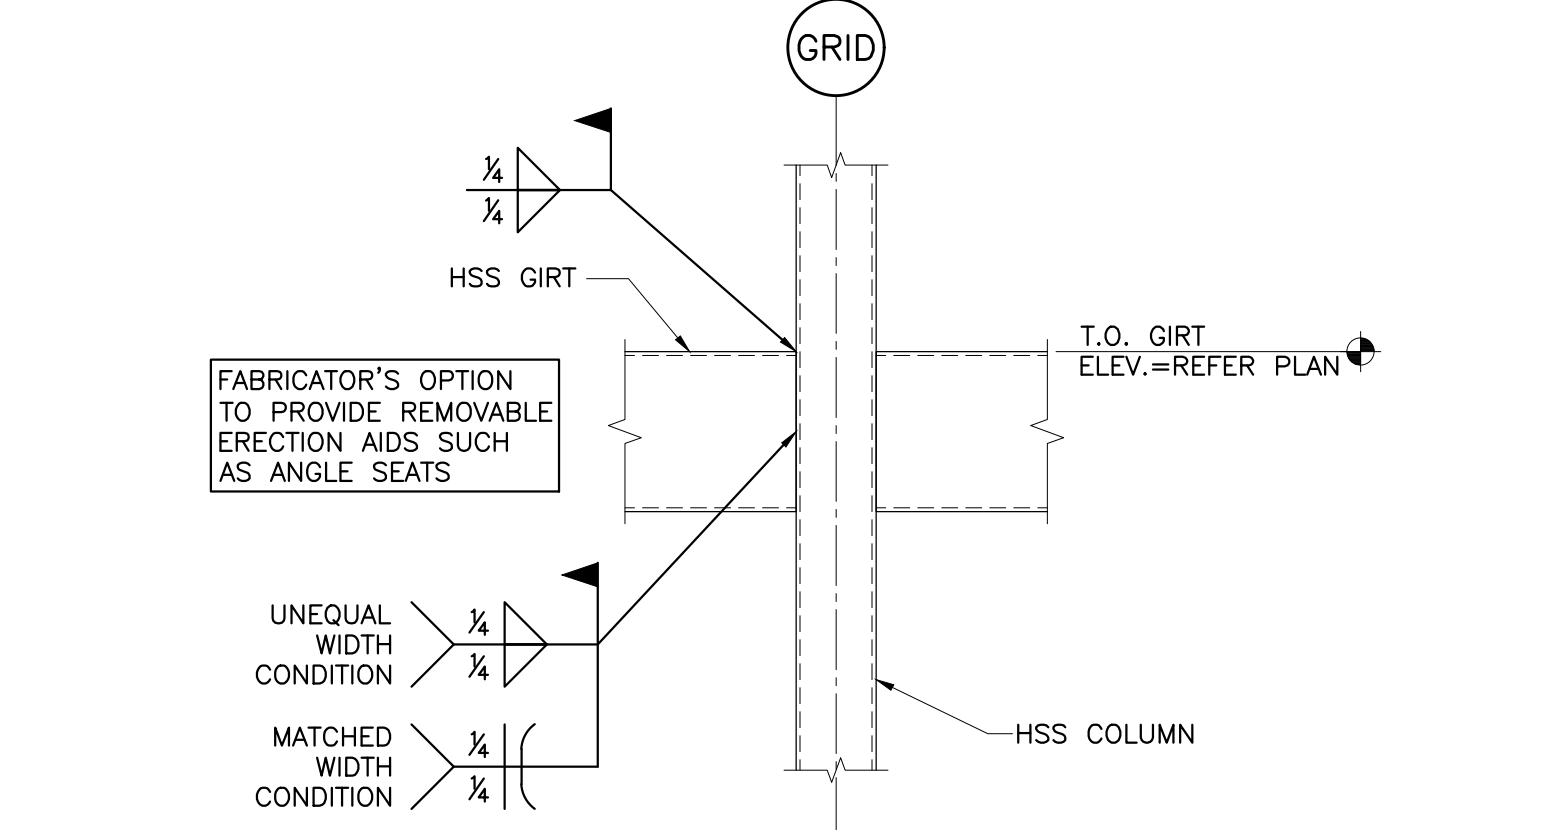 GRID
1/4
1/4
HSS GIRT
T.O. GIRT
ELEV.=REFER PLAN
FABRICATOR'S OPTION
TO PROVIDE REMOVABLE
ERECTION AIDS SUCH
AS ANGLE SEATS
UNEQUAL
WIDTH
CONDITION
1/4
1/4
MATCHED
WIDTH
CONDITION
1/4
1/4
HSS COLUMN